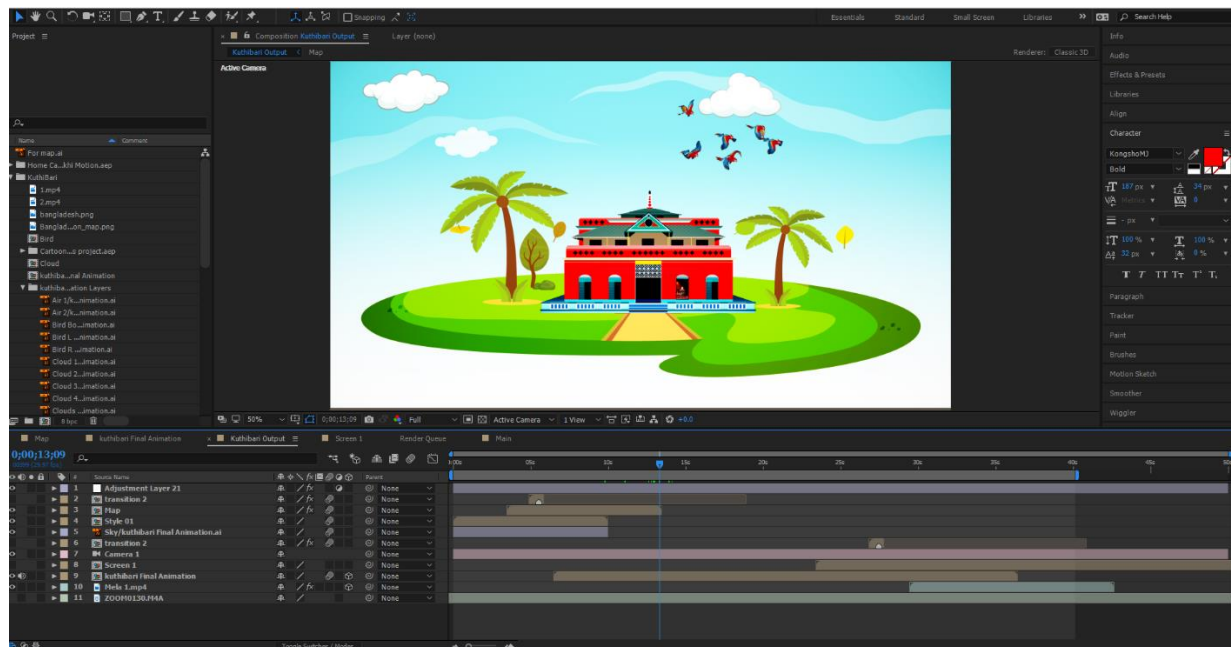 Snapping
Essentials
Standard
Small Screen
Libraries
Search Help
Project
Composition Kuthibari Output
Layer (none)
Kuthibari Output
Map
Renderer: Classic 3D
Active Camera
Info
Audio
Effects & Presets
Libraries
Align
Character
KongshoMJ
Bold
187 px
34 px
Metrics
0
- px
100 %
100 %
32 px
0 %
Paragraph
Tracker
Paint
Brushes
Motion Sketch
Smoother
Wiggler
Name
Comment
For map.ai
Home Ca...khi Motion.aep
KuthiBari
1.mp4
2.mp4
bangladesh.png
Banglad...on_map.png
Bird
Cartoon...s project.aep
Cloud
kuthiba...nal Animation
kuthiba...ation Layers
Air 1/k...nimation.ai
Air 2/k...nimation.ai
Bird Bo...imation.ai
Bird L ...nimation.ai
Bird R ...imation.ai
Cloud 1...imation.ai
Cloud 2...imation.ai
Cloud 3...imation.ai
Cloud 4...imation.ai
Clouds ...imation.ai
8 bpc
50%
0;00;13;09
Full
Active Camera
1 View
+0.0
Map
kuthibari Final Animation
Kuthibari Output
Screen 1
Render Queue
Main
0;00;13;09
# Source Name
Parent
05s
10s
15s
20s
25s
30s
35s
40s
45s
1 Adjustment Layer 21 None
2 transition 2 None
3 Map None
4 Style 01 None
5 Sky/kuthibari Final Animation.ai None
6 transition 2 None
7 Camera 1 None
8 Screen 1 None
9 kuthibari Final Animation None
10 Mela 1.mp4 None
11 ZOOM0130.M4A None
Toggle Switches / Modes